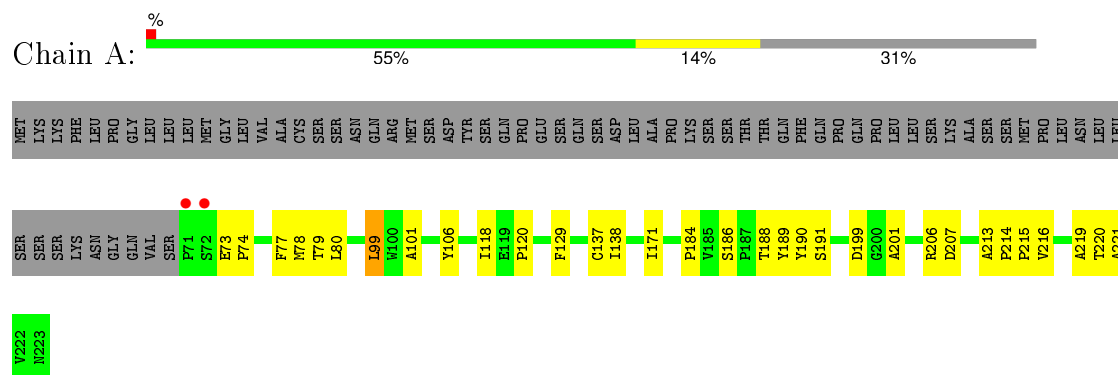 %
Chain A:
55% 14% 31%
MET LYS LYS PHE LEU PRO GLY LEU LEU LEU MET GLY LEU VAL ALA CYS SER SER ASN GLN ARG MET SER ASP TYR SER GLN PRO GLU SER GLN SER ASP LEU ALA PRO LYS SER SER THR THR GLN PHE GLN PRO GLN PRO LEU LEU SER LYS ALA SER SER MET PRO LEU ASN LEU LEU
SER SER SER LYS ASN GLY GLN VAL SER P71 S72 E73 P74 F77 M78 T79 L80 L99 W100 A101 Y106 I118 E119 P120 F129 C137 I138 I171 P184 V185 S186 P187 T188 Y189 Y190 S191 D199 G200 A201 R206 D207 A213 P214 P215 V216 A219 T220 A221
V222 N223